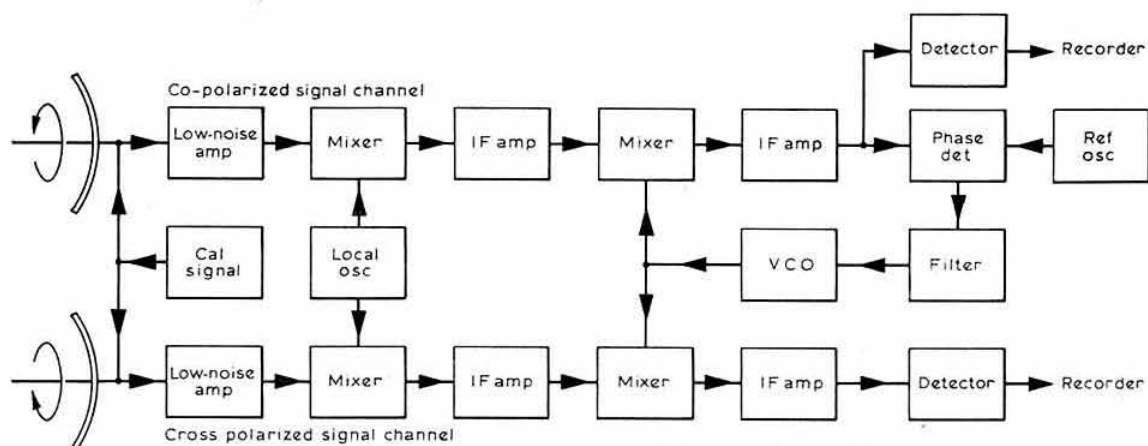 Detector
Recorder
Co-polarized signal channel
Low-noise
amp
Mixer
IF amp
Mixer
IF amp
Phase
det
Ref
osc
Cal
signal
Local
osc
VCO
Filter
Low-noise
amp
Mixer
IF amp
Mixer
IF amp
Detector
Recorder
Cross polarized signal channel